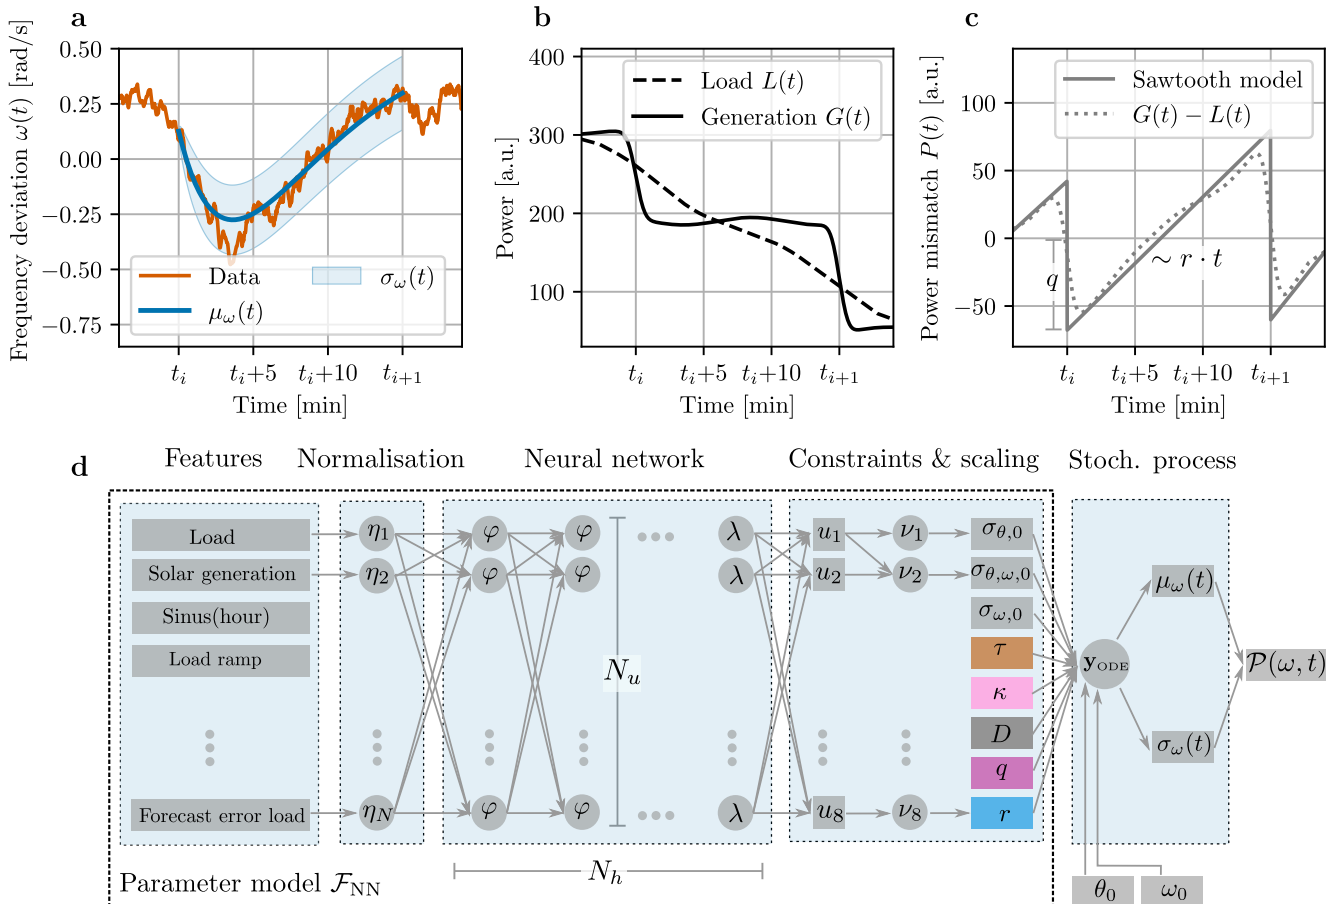 a
Frequency deviation ω(t) [rad/s]
0.50
0.25
0.00
−0.25
−0.50
−0.75
Data
μω(t)
σω(t)
ti
ti+5
ti+10
ti+1
Time [min]
b
Power [a.u.]
400
300
200
100
Load L(t)
Generation G(t)
ti
ti+5
ti+10
ti+1
Time [min]
c
Power mismatch P(t) [a.u.]
100
50
0
−50
Sawtooth model
G(t) − L(t)
q
∼ r · t
ti
ti+5
ti+10
ti+1
Time [min]
d
Features
Normalisation
Neural network
Constraints & scaling
Stoch. process
Load
Solar generation
Sinus(hour)
Load ramp
Forecast error load
η1
η2
ηN
φ
φ
φ
φ
φ
φ
Nu
λ
λ
λ
Nh
u1
u2
u8
ν1
ν2
ν8
σθ,0
σθ,ω,0
σω,0
τ
κ
D
q
r
yODE
μω(t)
σω(t)
P(ω, t)
θ0
ω0
Parameter model FNN